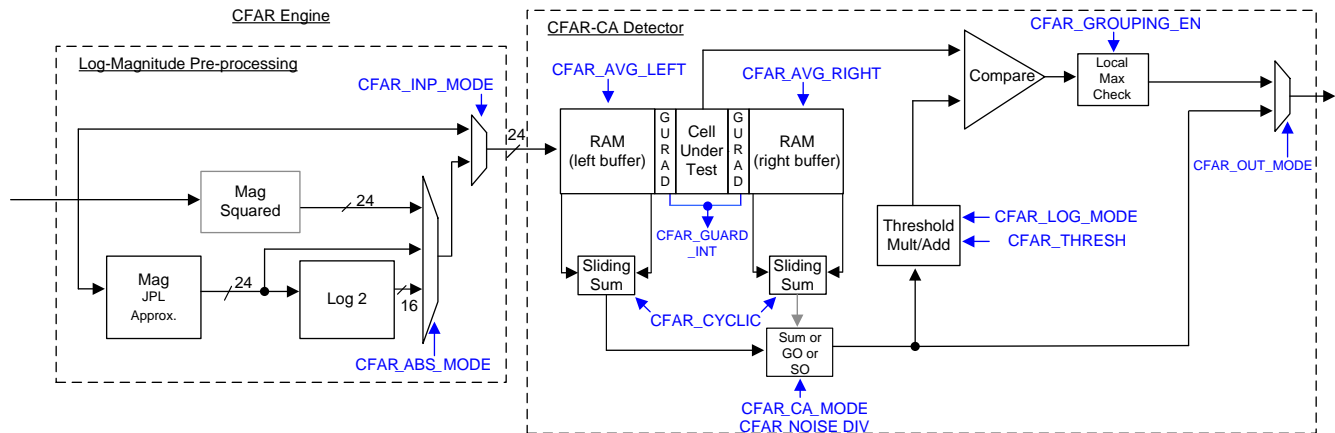 CFAR Engine
Log-Magnitude Pre-processing
CFAR_INP_MODE
24
Mag
Squared
24
Mag
JPL
Approx.
24
Log 2
16
CFAR_ABS_MODE
CFAR-CA Detector
CFAR_AVG_LEFT
CFAR_AVG_RIGHT
RAM
(left buffer)
GURAD
Cell
Under
Test
GURAD
RAM
(right buffer)
CFAR_GUARD
_INT
Sliding
Sum
Sliding
Sum
CFAR_CYCLIC
Sum or
GO or
SO
CFAR_CA_MODE
CFAR_NOISE_DIV
Threshold
Mult/Add
CFAR_LOG_MODE
CFAR_THRESH
Compare
CFAR_GROUPING_EN
Local
Max
Check
CFAR_OUT_MODE